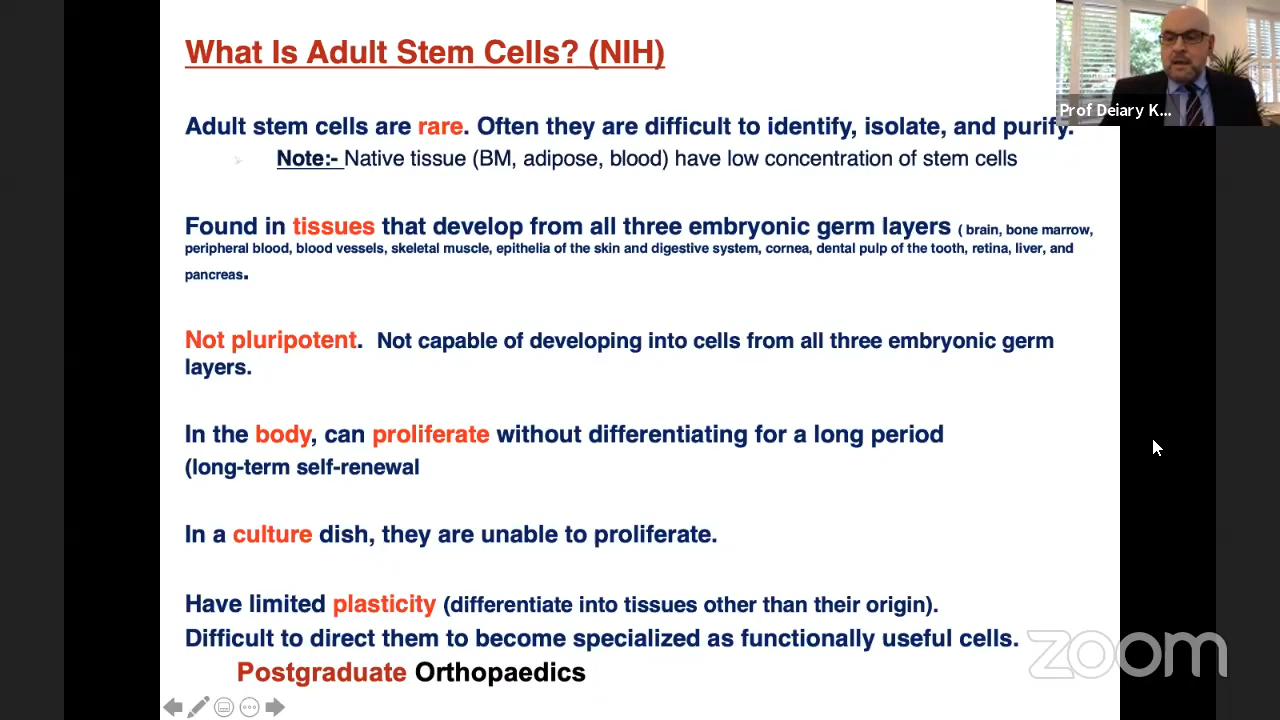 What Is Adult Stem Cells? (NIH)
Prof Deiary K...
Adult stem cells are rare. Often they are difficult to identify, isolate, and purify.
Note:- Native tissue (BM, adipose, blood) have low concentration of stem cells
Found in tissues that develop from all three embryonic germ layers ( brain, bone marrow,
peripheral blood, blood vessels, skeletal muscle, epithelia of the skin and digestive system, cornea, dental pulp of the tooth, retina, liver, and
pancreas.
Not pluripotent. Not capable of developing into cells from all three embryonic germ
layers.
In the body, can proliferate without differentiating for a long period
(long-term self-renewal
In a culture dish, they are unable to proliferate.
Have limited plasticity (differentiate into tissues other than their origin).
Difficult to direct them to become specialized as functionally useful cells.
zoom
Postgraduate Orthopaedics